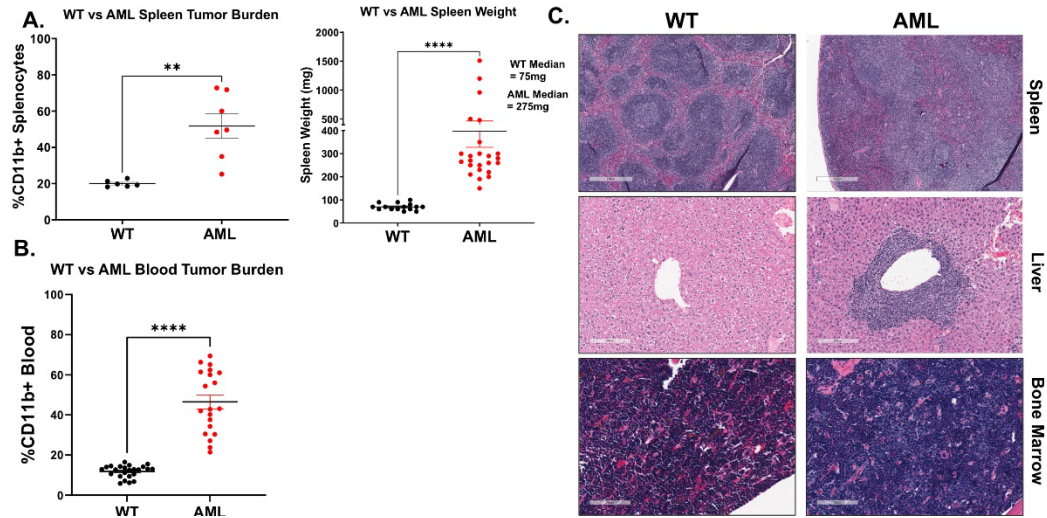 A.
WT vs AML Spleen Tumor Burden
%CD11b+ Splenocytes
100
80
60
40
20
0
**
WT
AML
WT vs AML Spleen Weight
Spleen Weight (mg)
2000
1500
1000
500
400
300
200
100
0
****
WT Median
= 75mg
AML Median
= 275mg
WT
AML
B.
WT vs AML Blood Tumor Burden
%CD11b+ Blood
100
80
60
40
20
0
****
WT
AML
C.
WT
AML
Spleen
Liver
Bone Marrow